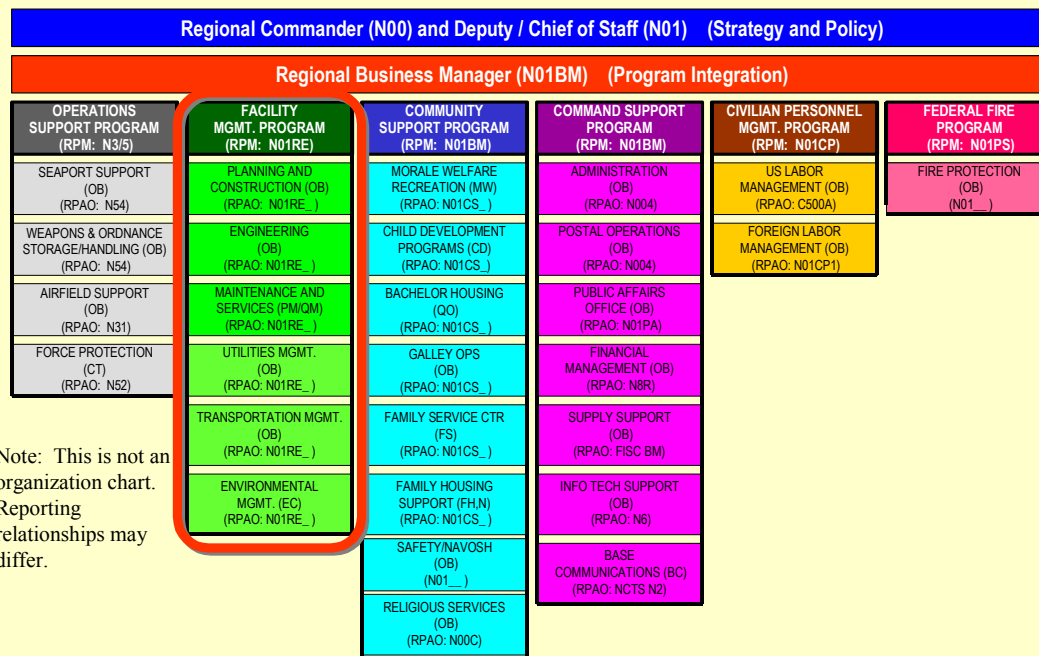 Regional Commander (N00) and Deputy / Chief of Staff (N01) (Strategy and Policy)
Regional Business Manager (N01BM) (Program Integration)
OPERATIONS
SUPPORT PROGRAM
(RPM: N3/5)
SEAPORT SUPPORT
(OB)
(RPAO: N54)
WEAPONS & ORDNANCE
STORAGE/HANDLING (OB)
(RPAO: N54)
AIRFIELD SUPPORT
(OB)
(RPAO: N31)
FORCE PROTECTION
(CT)
(RPAO: N52)
Note: This is not an
organization chart.
Reporting
relationships may
differ.
FACILITY
MGMT. PROGRAM
(RPM: N01RE)
PLANNING AND
CONSTRUCTION (OB)
(RPAO: N01RE_ )
ENGINEERING
(OB)
(RPAO: N01RE_ )
MAINTENANCE AND
SERVICES (PM/QM)
(RPAO: N01RE_ )
UTILITIES MGMT.
(OB)
(RPAO: N01RE_ )
TRANSPORTATION MGMT.
(OB)
(RPAO: N01RE_ )
ENVIRONMENTAL
MGMT. (EC)
(RPAO: N01RE_ )
COMMUNITY
SUPPORT PROGRAM
(RPM: N01BM)
MORALE WELFARE
RECREATION (MW)
(RPAO: N01CS_ )
CHILD DEVELOPMENT
PROGRAMS (CD)
(RPAO: N01CS_)
BACHELOR HOUSING
(QO)
(RPAO: N01CS_ )
GALLEY OPS
(OB)
(RPAO: N01CS_ )
FAMILY SERVICE CTR
(FS)
(RPAO: N01CS_ )
FAMILY HOUSING
SUPPORT (FH,N)
(RPAO: N01CS_ )
SAFETY/NAVOSH
(OB)
(N01__ )
RELIGIOUS SERVICES
(OB)
(RPAO: N00C)
COMMAND SUPPORT
PROGRAM
(RPM: N01BM)
ADMINISTRATION
(OB)
(RPAO: N004)
POSTAL OPERATIONS
(OB)
(RPAO: N004)
PUBLIC AFFAIRS
OFFICE (OB)
(RPAO: N01PA)
FINANCIAL
MANAGEMENT (OB)
(RPAO: N8R)
SUPPLY SUPPORT
(OB)
(RPAO: FISC BM)
INFO TECH SUPPORT
(OB)
(RPAO: N6)
BASE
COMMUNICATIONS (BC)
(RPAO: NCTS N2)
CIVILIAN PERSONNEL
MGMT. PROGRAM
(RPM: N01CP)
US LABOR
MANAGEMENT (OB)
(RPAO: C500A)
FOREIGN LABOR
MANAGEMENT (OB)
(RPAO: N01CP1)
FEDERAL FIRE
PROGRAM
(RPM: N01PS)
FIRE PROTECTION
(OB)
(N01__ )